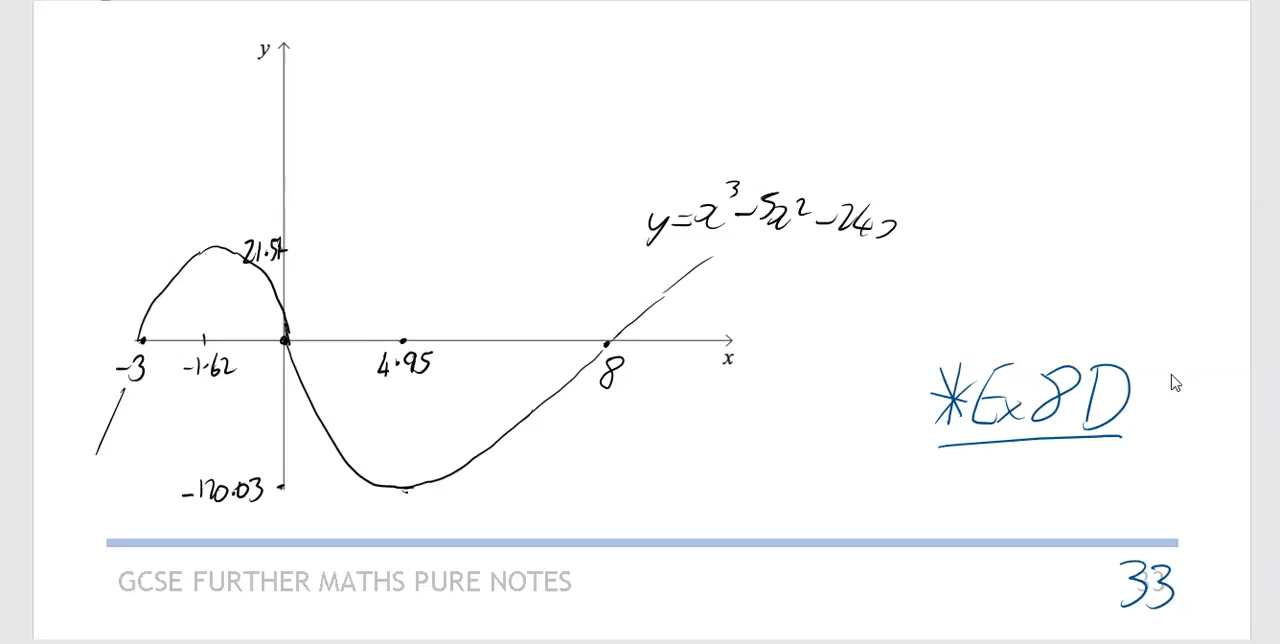 y
y=x³-5x²-24x
21.5
-3 -1.62 4.95 8 x
*Ex 8D
-120.03
GCSE FURTHER MATHS PURE NOTES 33